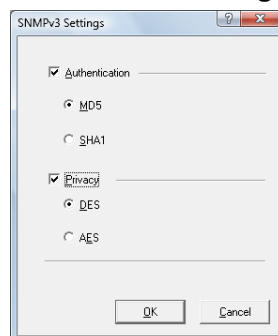 SNMPv3 Settings
Authentication
MD5
SHA1
Privacy
DES
AES
OK
Cancel